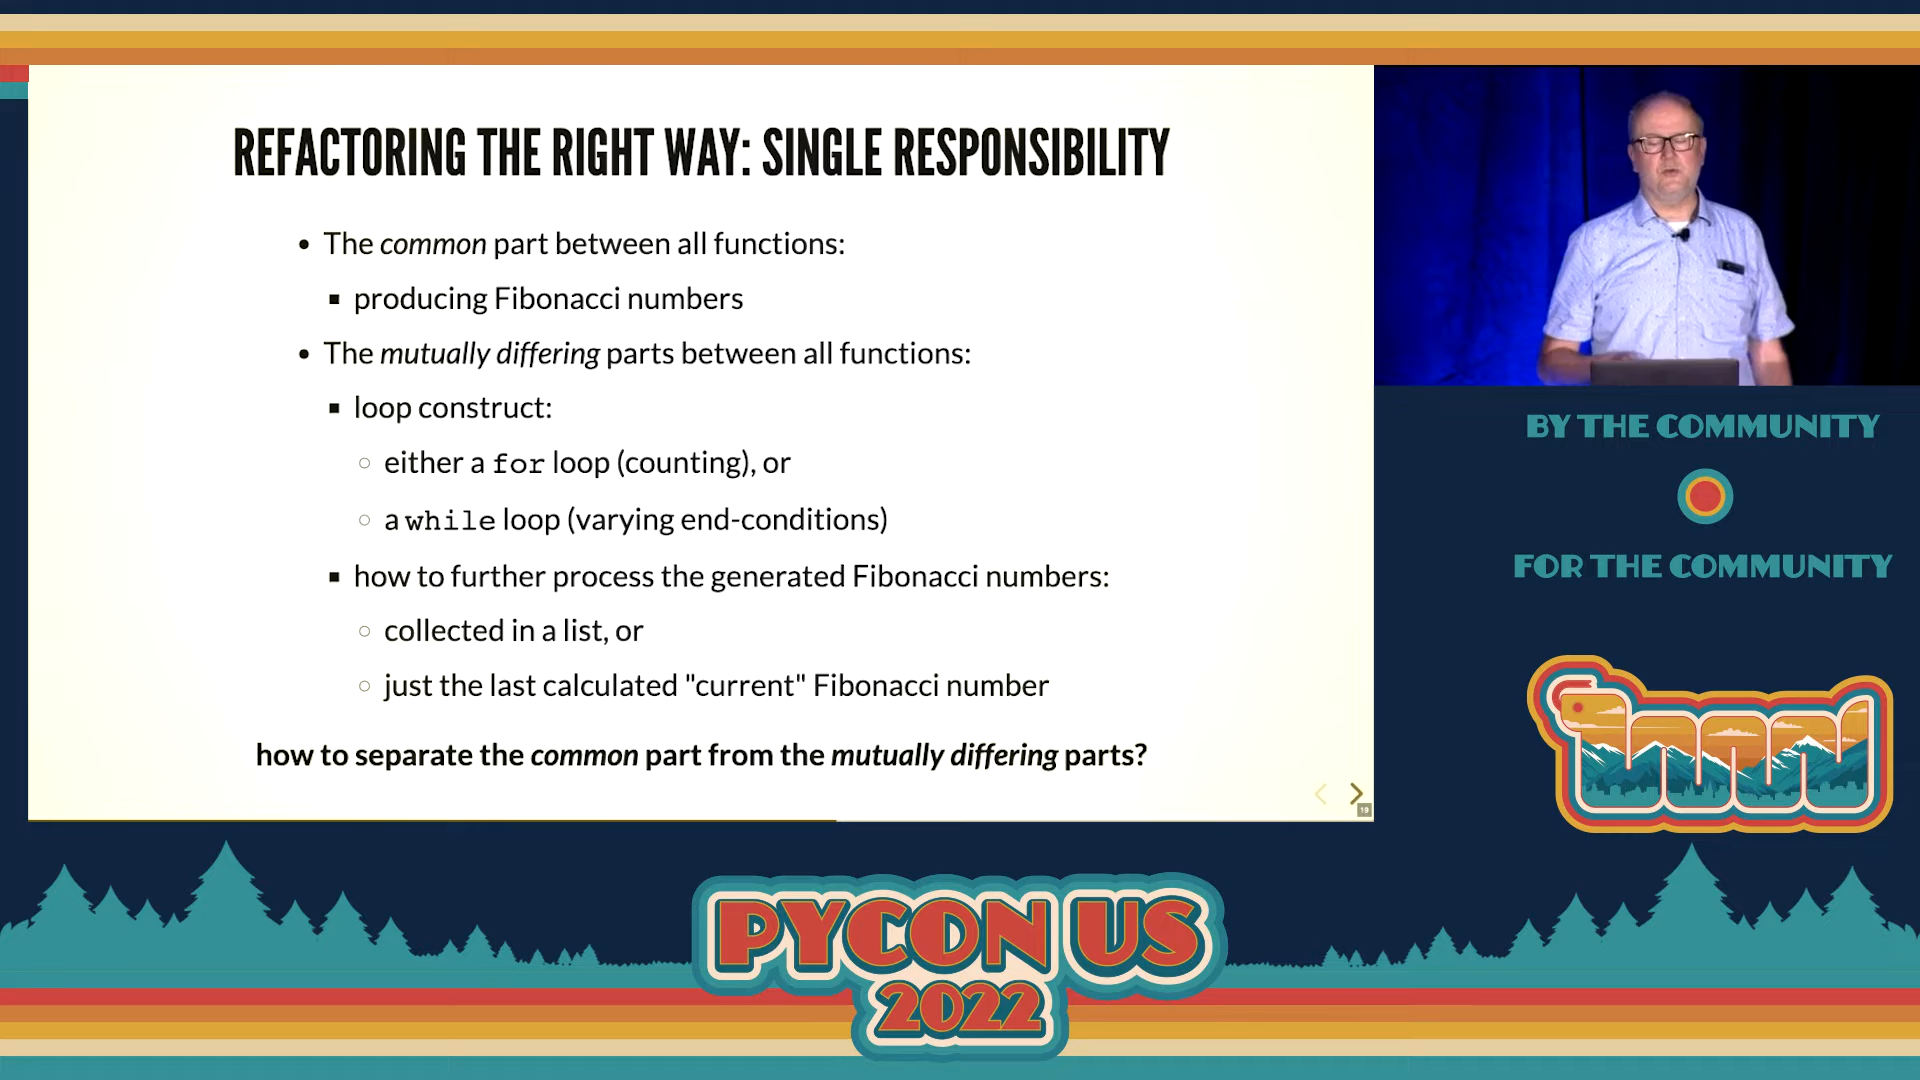 REFACTORING THE RIGHT WAY: SINGLE RESPONSIBILITY
• The common part between all functions:
▪ producing Fibonacci numbers
• The mutually differing parts between all functions:
▪ loop construct:
○ either a for loop (counting), or
○ a while loop (varying end-conditions)
▪ how to further process the generated Fibonacci numbers:
○ collected in a list, or
○ just the last calculated "current" Fibonacci number
how to separate the common part from the mutually differing parts?
19
BY THE COMMUNITY
FOR THE COMMUNITY
PYCON US
2022